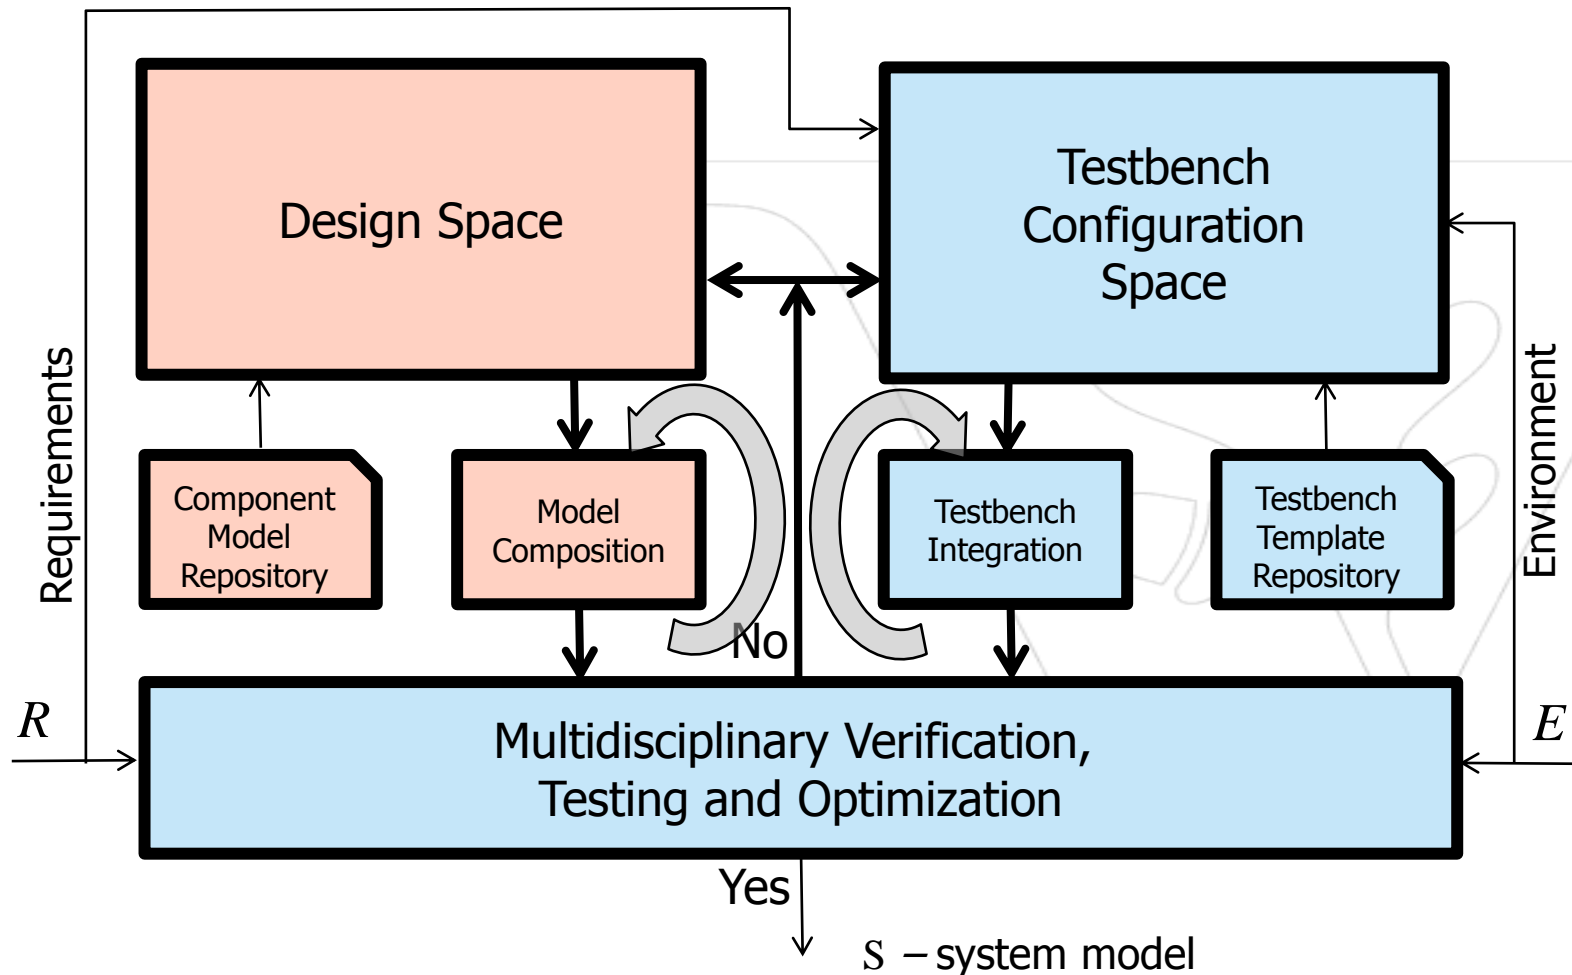 Design Space
Testbench
Configuration
Space
Requirements
Environment
Component
Model
Repository
Model
Composition
Testbench
Integration
Testbench
Template
Repository
No
R
E
Multidisciplinary Verification,
Testing and Optimization
Yes
S – system model